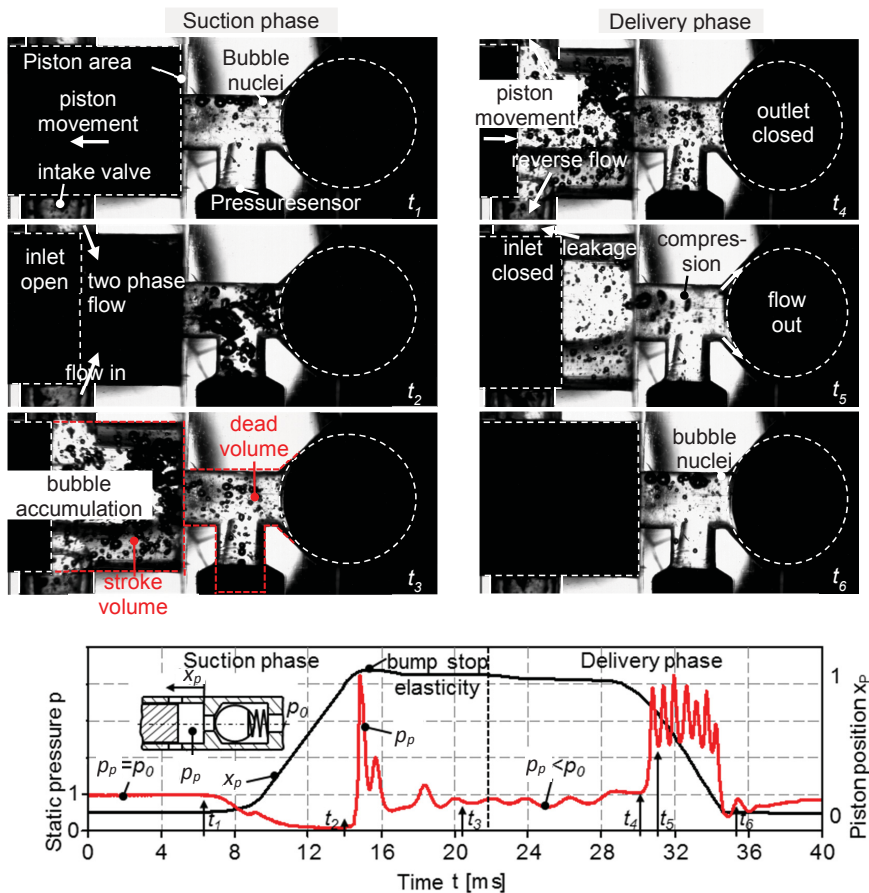 Suction phase
Piston area
Bubble
nuclei
piston
movement
intake valve
Pressuresensor
t1
inlet
open
two phase
flow
flow in
t2
dead
volume
bubble
accumulation
stroke
volume
t3
Delivery phase
piston
movement
outlet
closed
reverse flow
t4
inlet
closed
leakage
compres-
sion
flow
out
t5
bubble
nuclei
t6
Suction phase
bump stop
elasticity
Delivery phase
xp
p0
pp
pp=p0
xp
pp
pp<p0
t1
t2
t3
t4
t5
t6
Static pressure p
1
0
Piston position xP
1
0
0 4 8 12 16 20 24 28 32 36 40
Time t [ms]